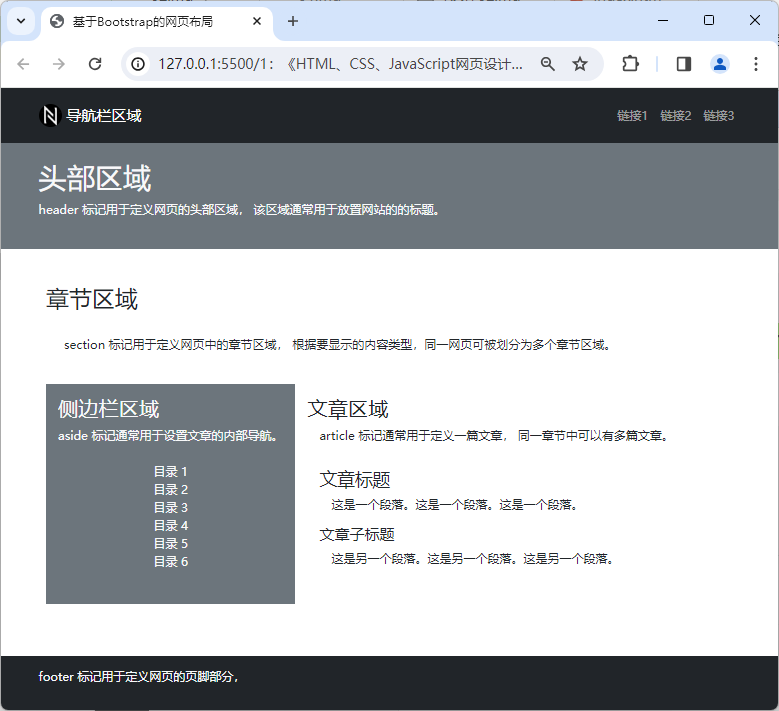 基于Bootstrap的网页布局
127.0.0.1:5500/1：《HTML、CSS、JavaScript网页设计...
导航栏区域
链接1 链接2 链接3
头部区域
header 标记用于定义网页的头部区域， 该区域通常用于放置网站的的标题。
章节区域
section 标记用于定义网页中的章节区域， 根据要显示的内容类型，同一网页可被划分为多个章节区域。
侧边栏区域
aside 标记通常用于设置文章的内部导航。
目录 1
目录 2
目录 3
目录 4
目录 5
目录 6
文章区域
article 标记通常用于定义一篇文章， 同一章节中可以有多篇文章。
文章标题
这是一个段落。这是一个段落。这是一个段落。
文章子标题
这是另一个段落。这是另一个段落。这是另一个段落。
footer 标记用于定义网页的页脚部分，